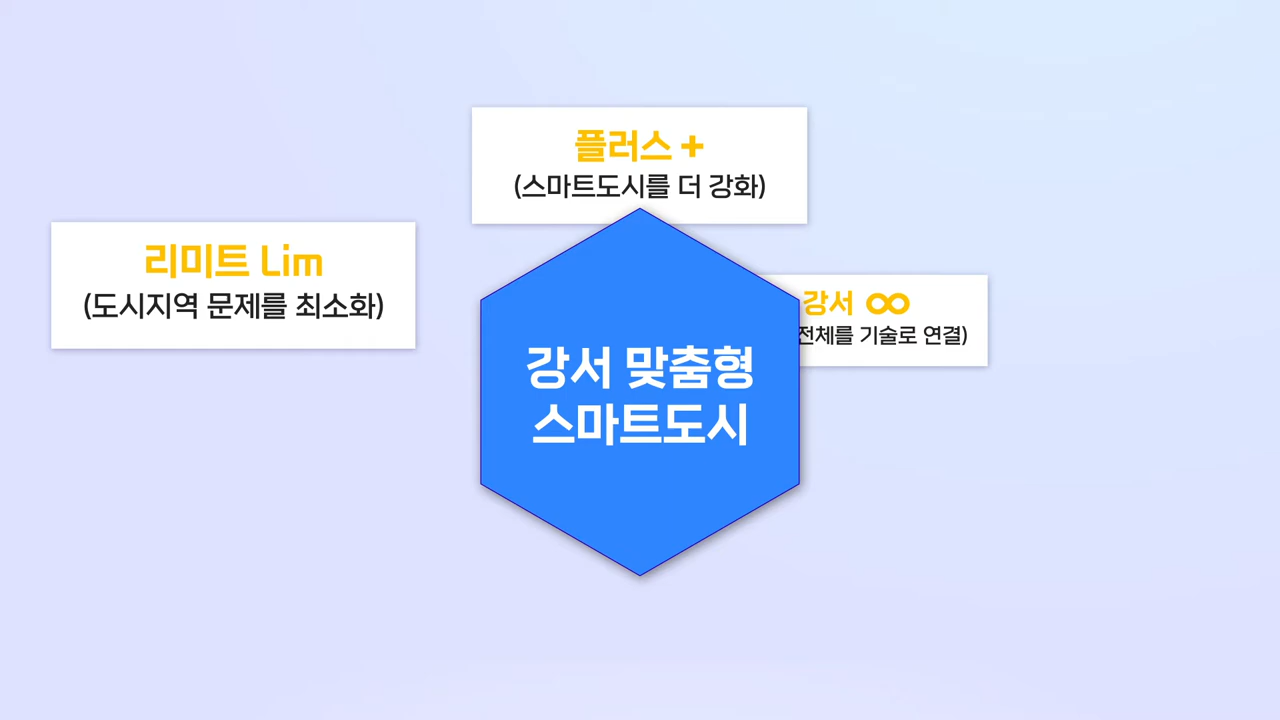 플러스 +
(스마트도시를 더 강화)
리미트 Lim
(도시지역 문제를 최소화)
강서 ∞
전체를 기술로 연결)
강서 맞춤형
스마트도시